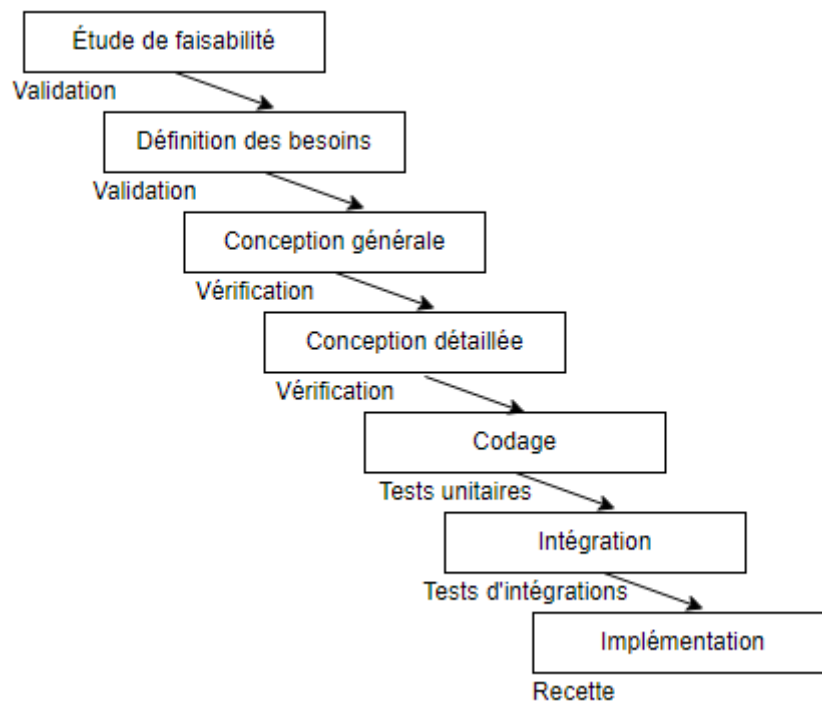 Étude de faisabilité
Validation
Définition des besoins
Validation
Conception générale
Vérification
Conception détaillée
Vérification
Codage
Tests unitaires
Intégration
Tests d'intégrations
Implémentation
Recette